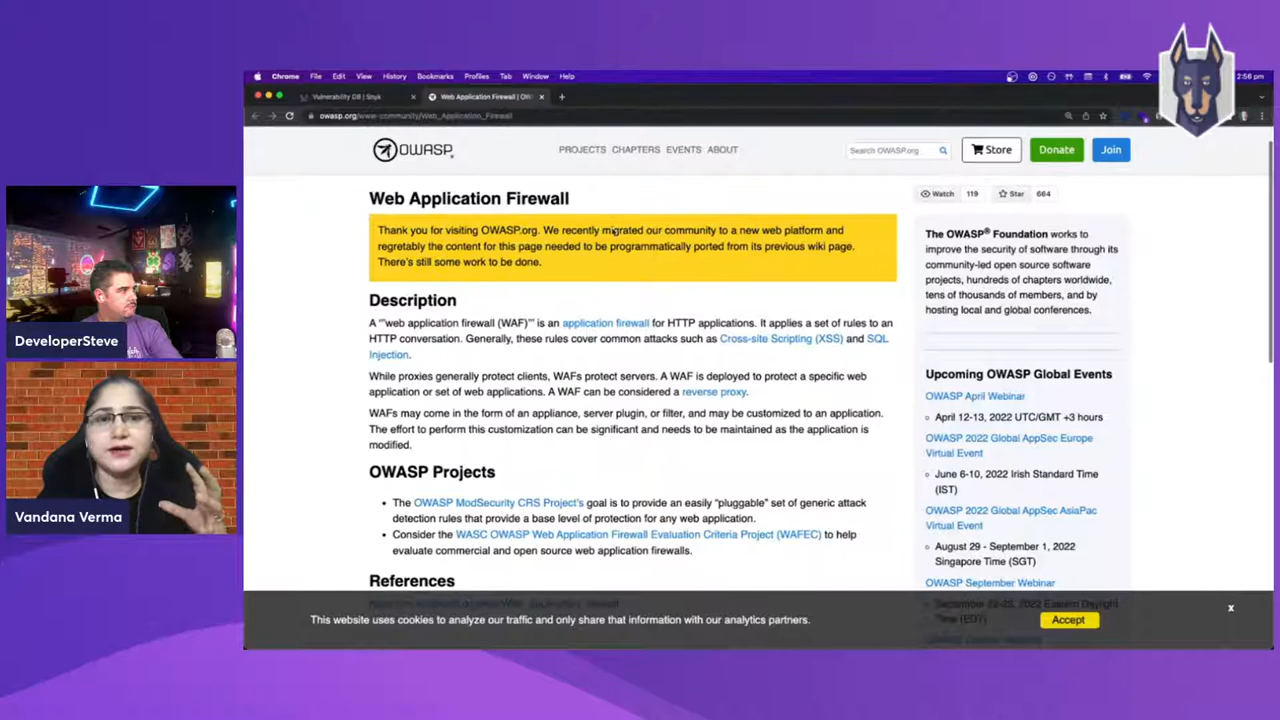 Chrome File Edit View History Bookmarks Profiles Tab Window Help
2:56 pm
Vulnerability DB | Snyk
Web Application Firewall | OW
owasp.org/www-community/Web_Application_Firewall
OWASP
PROJECTS CHAPTERS EVENTS ABOUT
Search OWASP.org
Store
Donate
Join
Web Application Firewall
Thank you for visiting OWASP.org. We recently migrated our community to a new web platform and
regretably the content for this page needed to be programmatically ported from its previous wiki page.
There's still some work to be done.
Description
A '"web application firewall (WAF)"' is an application firewall for HTTP applications. It applies a set of rules to an
HTTP conversation. Generally, these rules cover common attacks such as Cross-site Scripting (XSS) and SQL
Injection.
While proxies generally protect clients, WAFs protect servers. A WAF is deployed to protect a specific web
application or set of web applications. A WAF can be considered a reverse proxy.
WAFs may come in the form of an appliance, server plugin, or filter, and may be customized to an application.
The effort to perform this customization can be significant and needs to be maintained as the application is
modified.
OWASP Projects
• The OWASP ModSecurity CRS Project's goal is to provide an easily "pluggable" set of generic attack
detection rules that provide a base level of protection for any web application.
• Consider the WASC OWASP Web Application Firewall Evaluation Criteria Project (WAFEC) to help
evaluate commercial and open source web application firewalls.
References
Watch 119 Star 664
The OWASP® Foundation works to
improve the security of software through its
community-led open source software
projects, hundreds of chapters worldwide,
tens of thousands of members, and by
hosting local and global conferences.
Upcoming OWASP Global Events
OWASP April Webinar
April 12-13, 2022 UTC/GMT +3 hours
OWASP 2022 Global AppSec Europe
Virtual Event
June 6-10, 2022 Irish Standard Time
(IST)
OWASP 2022 Global AppSec AsiaPac
Virtual Event
August 29 - September 1, 2022
Singapore Time (SGT)
OWASP September Webinar
Time (EDT)
This website uses cookies to analyze our traffic and only share that information with our analytics partners.
Accept
x
DeveloperSteve
Vandana Verma